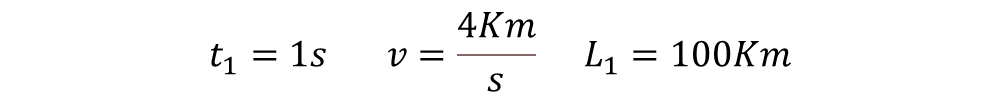 t₁ = 1s   v = 4Km/s   L₁ = 100Km